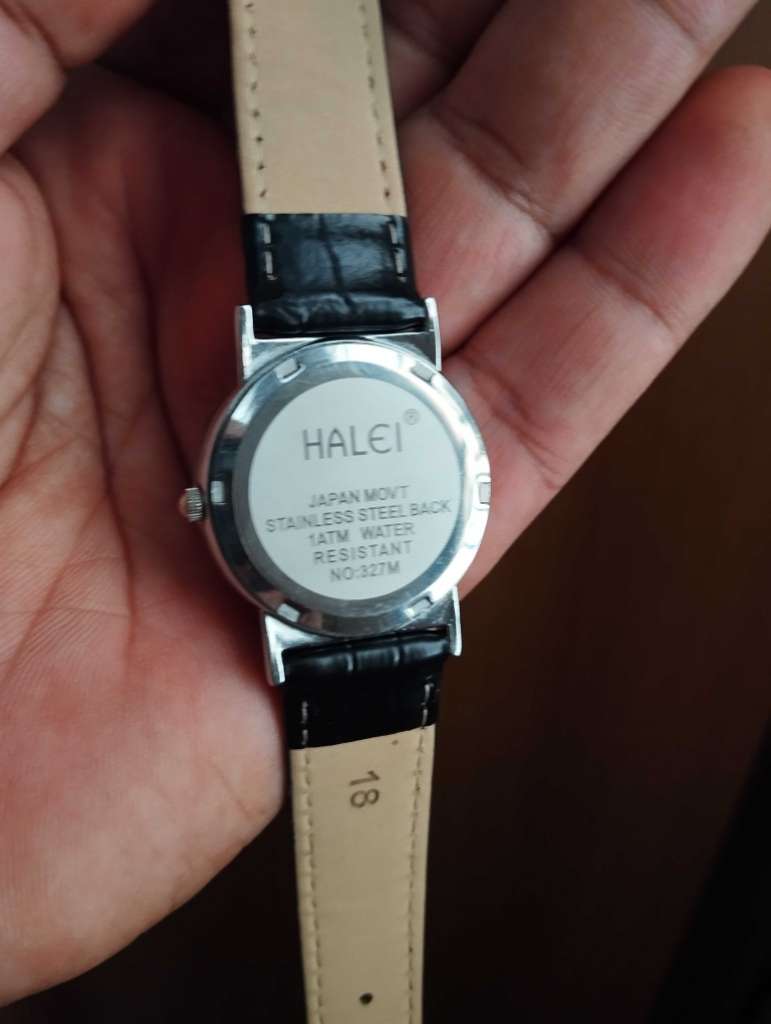 HALEI®
JAPAN MOVT
STAINLESS STEEL BACK
1ATM WATER
RESISTANT
NO:327M
18